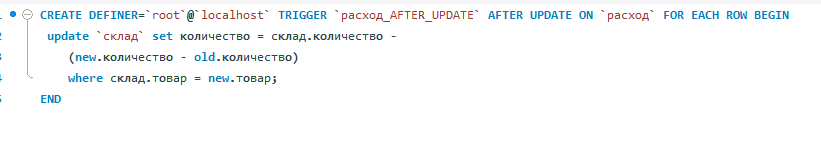 CREATE DEFINER=`root`@`localhost` TRIGGER `расход_AFTER_UPDATE` AFTER UPDATE ON `расход` FOR EACH ROW BEGIN
update `склад` set количество = склад.количество -
(new.количество - old.количество)
where склад.товар = new.товар;
END